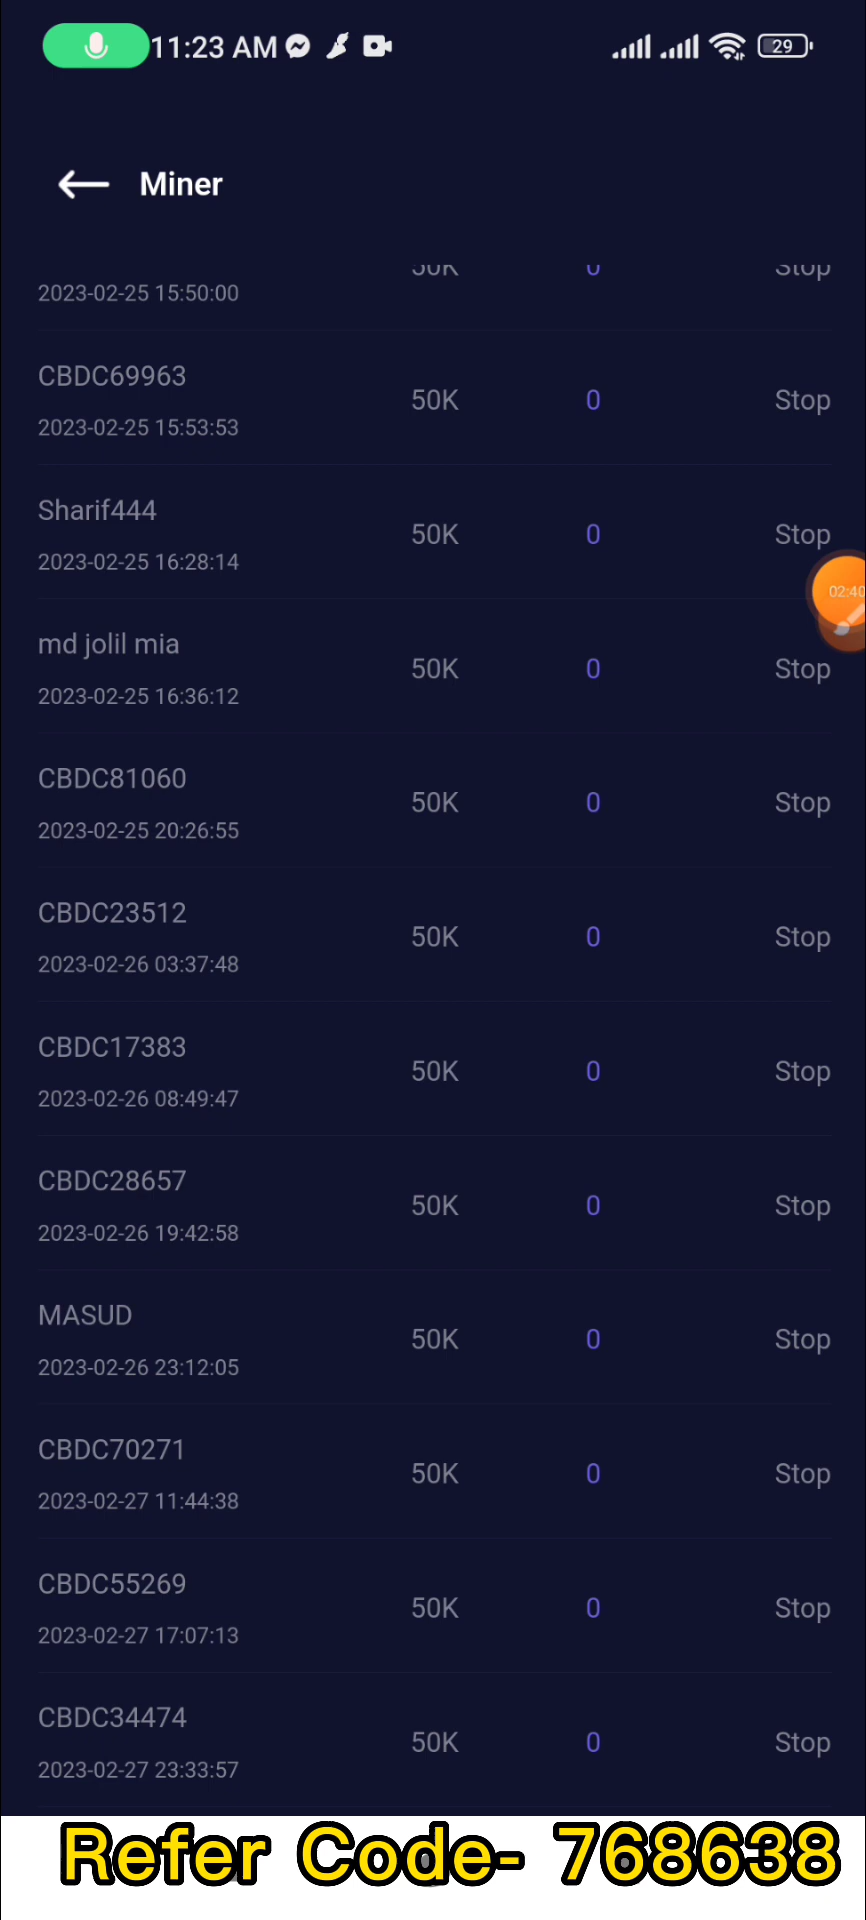 11:23 AM
29
Miner
50K 0 Stop
2023-02-25 15:50:00
CBDC69963
50K 0 Stop
2023-02-25 15:53:53
Sharif444
50K 0 Stop
2023-02-25 16:28:14
02:40
md jolil mia
50K 0 Stop
2023-02-25 16:36:12
CBDC81060
50K 0 Stop
2023-02-25 20:26:55
CBDC23512
50K 0 Stop
2023-02-26 03:37:48
CBDC17383
50K 0 Stop
2023-02-26 08:49:47
CBDC28657
50K 0 Stop
2023-02-26 19:42:58
MASUD
50K 0 Stop
2023-02-26 23:12:05
CBDC70271
50K 0 Stop
2023-02-27 11:44:38
CBDC55269
50K 0 Stop
2023-02-27 17:07:13
CBDC34474
50K 0 Stop
2023-02-27 23:33:57
Refer Code- 768638